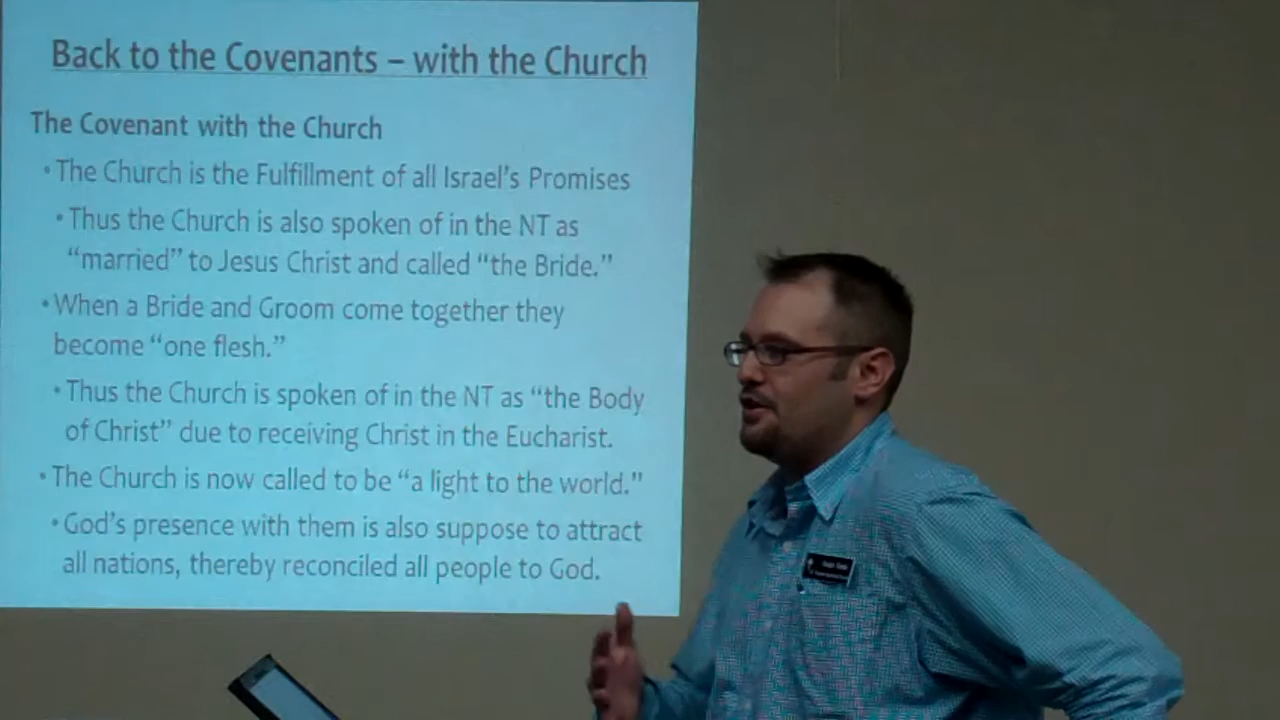 Back to the Covenants – with the Church
The Covenant with the Church
•The Church is the Fulfillment of all Israel's Promises
•Thus the Church is also spoken of in the NT as
“married” to Jesus Christ and called “the Bride.”
•When a Bride and Groom come together they
become “one flesh.”
•Thus the Church is spoken of in the NT as “the Body
of Christ” due to receiving Christ in the Eucharist.
•The Church is now called to be “a light to the world.”
•God's presence with them is also suppose to attract
all nations, thereby reconciled all people to God.